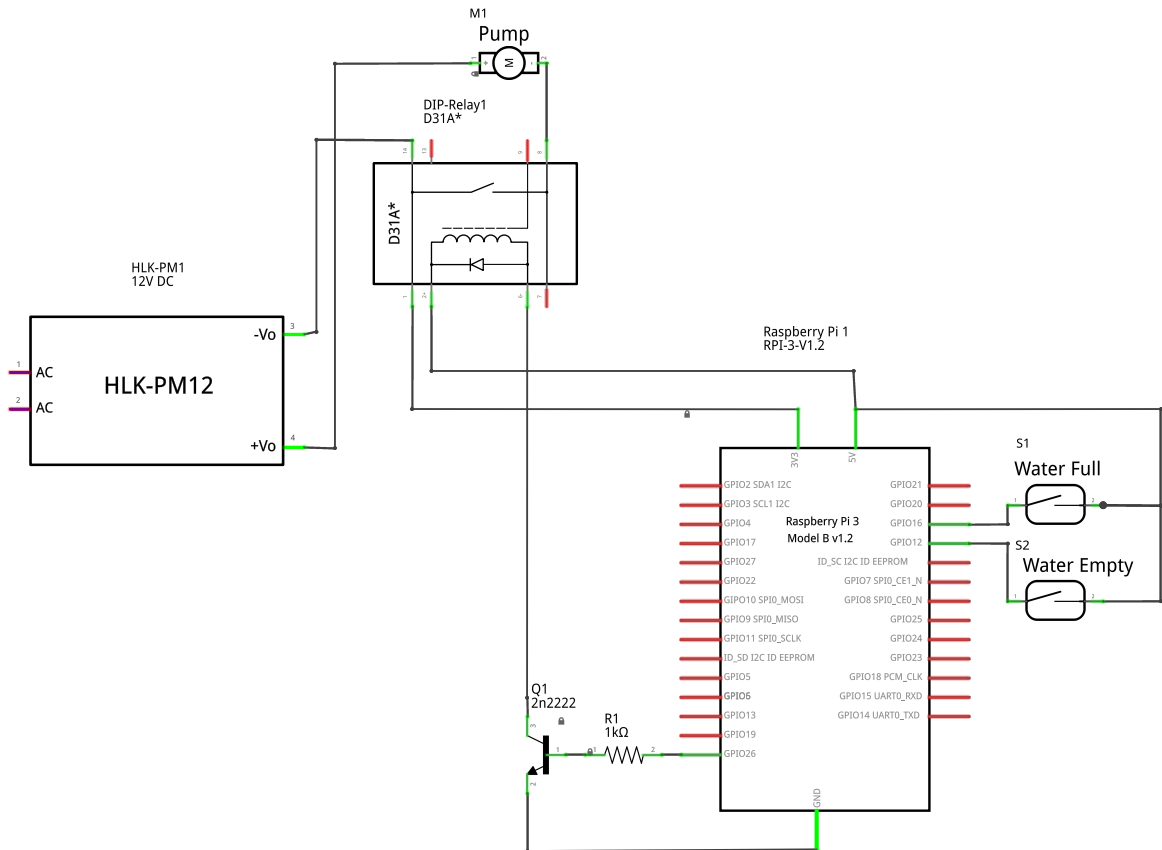 M1
Pump
M
+
-
1
2
DIP-Relay1
D31A*
14
13
9
8
D31A*
1
2+
6-
7
HLK-PM1
12V DC
-Vo
3
1
AC
HLK-PM12
2
AC
+Vo
4
Raspberry Pi 1
RPI-3-V1.2
3V3
5V
GPIO2 SDA1 I2C
GPIO3 SCL1 I2C
GPIO4
GPIO17
GPIO27
GPIO22
GIPO10 SPI0_MOSI
GPIO9 SPI0_MISO
GPIO11 SPI0_SCLK
ID_SD I2C ID EEPROM
GPIO5
GPIO6
GPIO13
GPIO19
GPIO26
Raspberry Pi 3
Model B v1.2
GPIO21
GPIO20
GPIO16
GPIO12
ID_SC I2C ID EEPROM
GPIO7 SPI0_CE1_N
GPIO8 SPI0_CE0_N
GPIO25
GPIO24
GPIO23
GPIO18 PCM_CLK
GPIO15 UART0_RXD
GPIO14 UART0_TXD
GND
S1
Water Full
1
2
S2
Water Empty
1
2
Q1
2n2222
3
1
2
R1
1kΩ
1
2